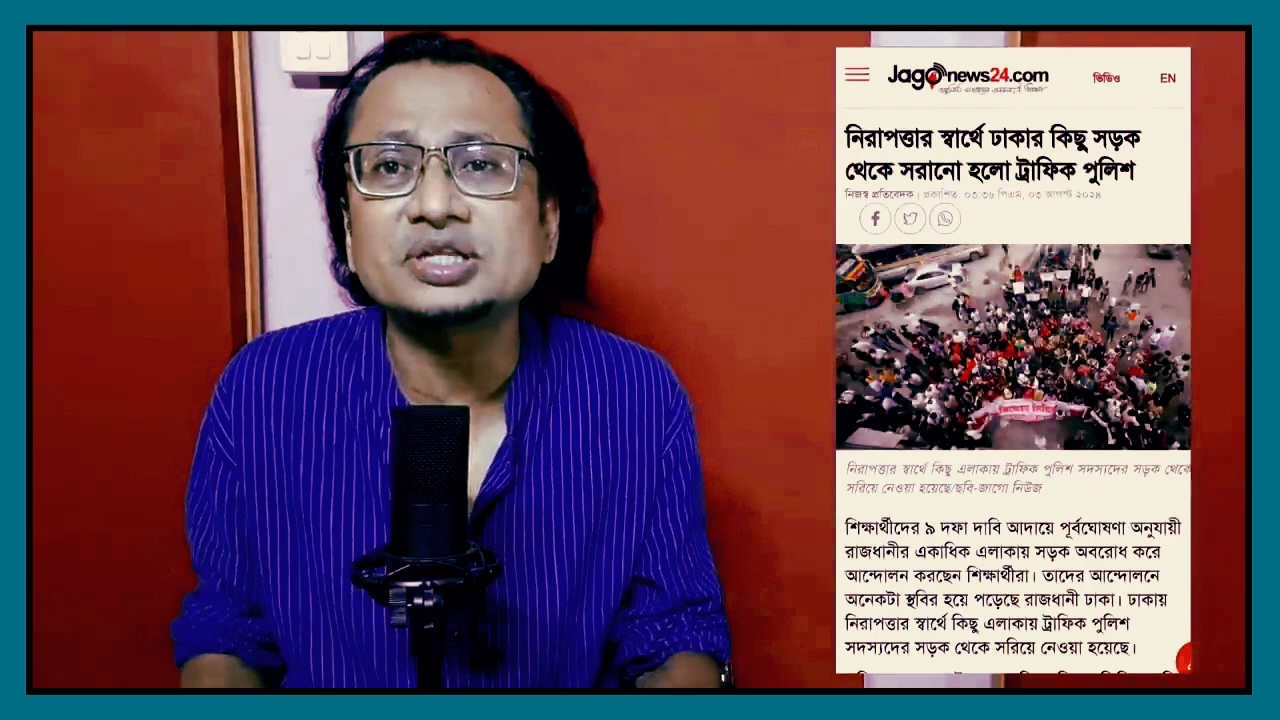 Jagonews24.com
ভিডিও
EN
নিরাপত্তার স্বার্থে ঢাকার কিছু সড়ক
থেকে সরানো হলো ট্রাফিক পুলিশ
নিজস্ব প্রতিবেদক | প্রকাশিত: ০৩:৩৬ পিএম, ০৩ আগস্ট ২০২৪
নিরাপত্তার স্বার্থে কিছু এলাকায় ট্রাফিক পুলিশ সদস্যদের সড়ক থেকে
সরিয়ে নেওয়া হয়েছে/ছবি-জাগো নিউজ
শিক্ষার্থীদের ৯ দফা দাবি আদায়ে পূর্বঘোষণা অনুযায়ী
রাজধানীর একাধিক এলাকায় সড়ক অবরোধ করে
আন্দোলন করছেন শিক্ষার্থীরা। তাদের আন্দোলনে
অনেকটা স্থবির হয়ে পড়েছে রাজধানী ঢাকা। ঢাকায়
নিরাপত্তার স্বার্থে কিছু এলাকায় ট্রাফিক পুলিশ
সদস্যদের সড়ক থেকে সরিয়ে নেওয়া হয়েছে।